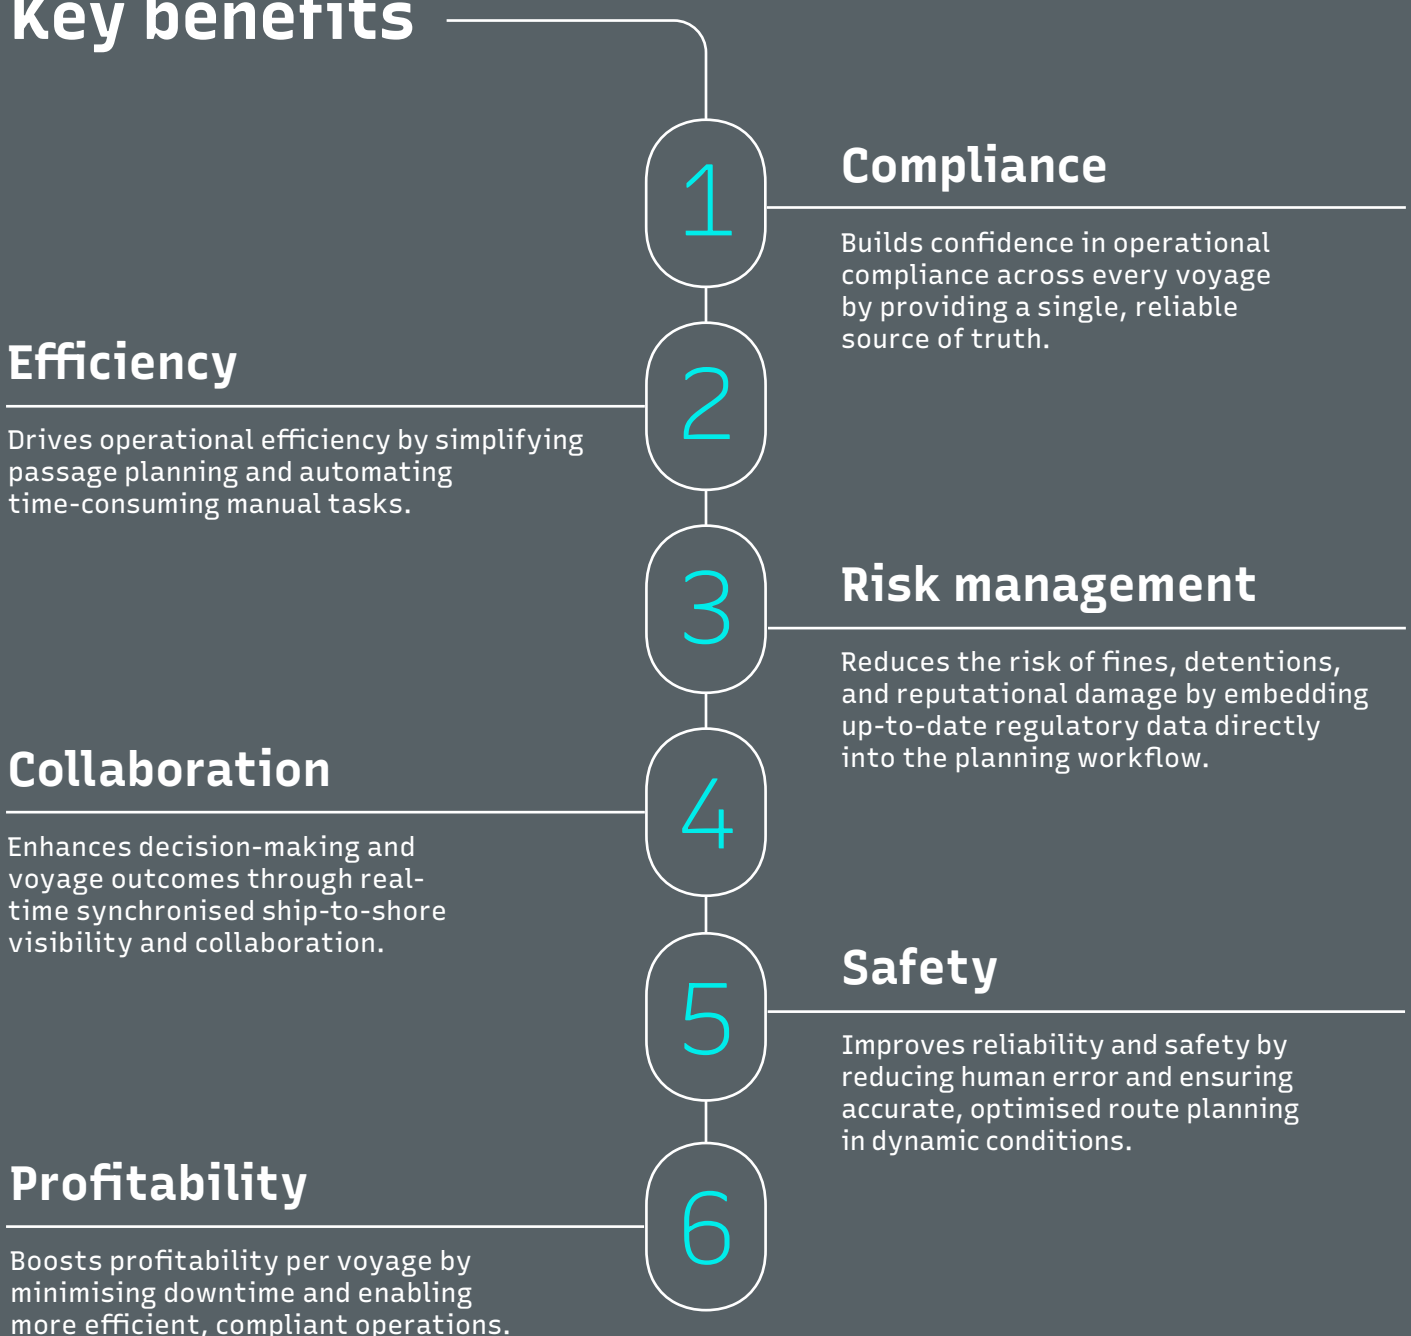 Key benefits
1
Compliance
Builds confidence in operational
compliance across every voyage
by providing a single, reliable
source of truth.
2
Efficiency
Drives operational efficiency by simplifying
passage planning and automating
time-consuming manual tasks.
3
Risk management
Reduces the risk of fines, detentions,
and reputational damage by embedding
up-to-date regulatory data directly
into the planning workflow.
4
Collaboration
Enhances decision-making and
voyage outcomes through real-
time synchronised ship-to-shore
visibility and collaboration.
5
Safety
Improves reliability and safety by
reducing human error and ensuring
accurate, optimised route planning
in dynamic conditions.
6
Profitability
Boosts profitability per voyage by
minimising downtime and enabling
more efficient, compliant operations.